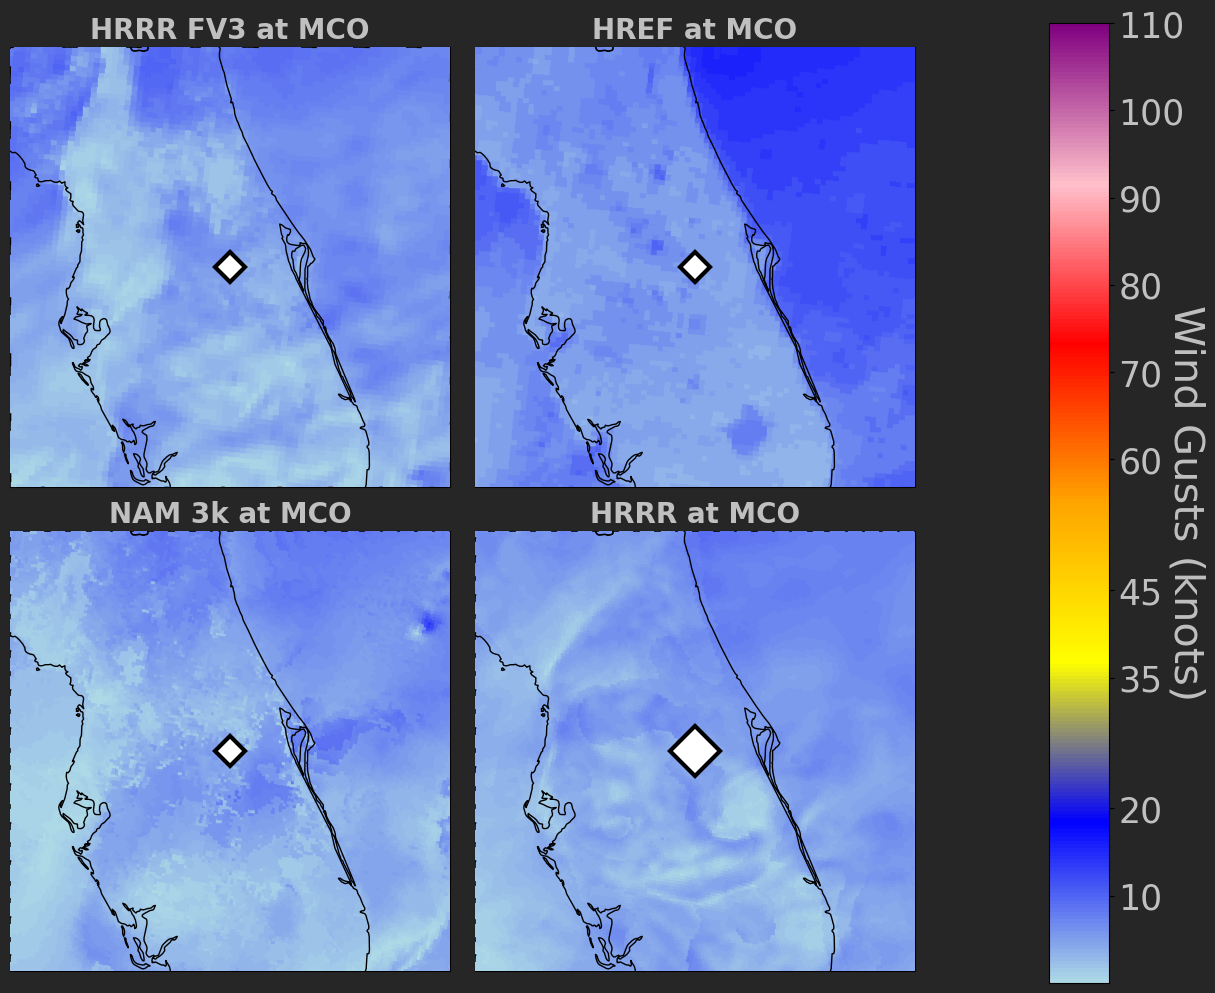 HRRR FV3 at MCO
HREF at MCO
NAM 3k at MCO
HRRR at MCO
110
100
90
80
70
60
45
35
20
10
Wind Gusts (knots)